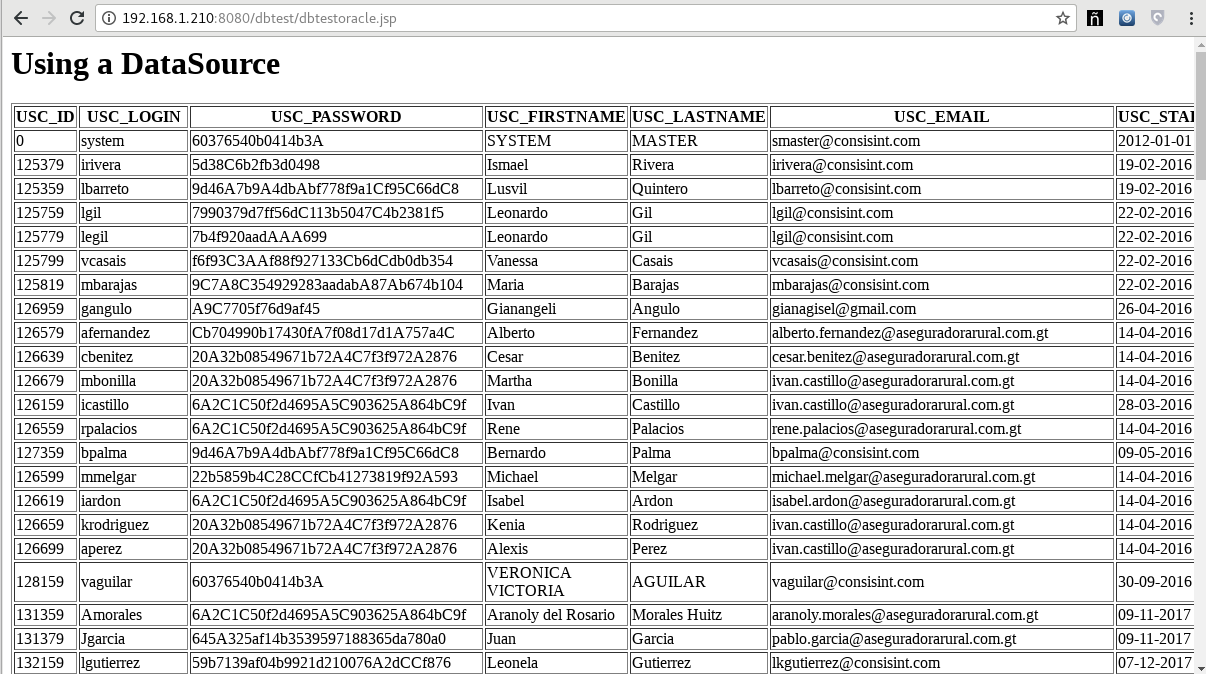 192.168.1.210:8080/dbtest/dbtestoracle.jsp
Using a DataSource
USC_ID USC_LOGIN USC_PASSWORD USC_FIRSTNAME USC_LASTNAME USC_EMAIL
0 system 60376540b0414b3A SYSTEM MASTER smaster@consisint.com 2012-01-01
125379 irivera 5d38C6b2fb3d0498 Ismael Rivera irivera@consisint.com 19-02-2016
125359 lbarreto 9d46A7b9A4dbAbf778f9a1Cf95C66dC8 Lusvil Quintero lbarreto@consisint.com 19-02-2016
125759 lgil 7990379d7ff56dC113b5047C4b2381f5 Leonardo Gil lgil@consisint.com 22-02-2016
125779 legil 7b4f920aadAAA699 Leonardo Gil lgil@consisint.com 22-02-2016
125799 vcasais f6f93C3AAf88f927133Cb6dCdb0db354 Vanessa Casais vcasais@consisint.com 22-02-2016
125819 mbarajas 9C7A8C354929283aadabA87Ab674b104 Maria Barajas mbarajas@consisint.com 22-02-2016
126959 gangulo A9C7705f76d9af45 Gianangeli Angulo gianagisel@gmail.com 26-04-2016
126579 afernandez Cb704990b17430fA7f08d17d1A757a4C Alberto Fernandez alberto.fernandez@aseguradorarural.com.gt 14-04-2016
126639 cbenitez 20A32b08549671b72A4C7f3f972A2876 Cesar Benitez cesar.benitez@aseguradorarural.com.gt 14-04-2016
126679 mbonilla 20A32b08549671b72A4C7f3f972A2876 Martha Bonilla ivan.castillo@aseguradorarural.com.gt 14-04-2016
126159 icastillo 6A2C1C50f2d4695A5C903625A864bC9f Ivan Castillo ivan.castillo@aseguradorarural.com.gt 28-03-2016
126559 rpalacios 6A2C1C50f2d4695A5C903625A864bC9f Rene Palacios rene.palacios@aseguradorarural.com.gt 14-04-2016
127359 bpalma 9d46A7b9A4dbAbf778f9a1Cf95C66dC8 Bernardo Palma bpalma@consisint.com 09-05-2016
126599 mmelgar 22b5859b4C28CCfCb41273819f92A593 Michael Melgar michael.melgar@aseguradorarural.com.gt 14-04-2016
126619 iardon 6A2C1C50f2d4695A5C903625A864bC9f Isabel Ardon isabel.ardon@aseguradorarural.com.gt 14-04-2016
126659 krodriguez 20A32b08549671b72A4C7f3f972A2876 Kenia Rodriguez ivan.castillo@aseguradorarural.com.gt 14-04-2016
126699 aperez 20A32b08549671b72A4C7f3f972A2876 Alexis Perez ivan.castillo@aseguradorarural.com.gt 14-04-2016
128159 vaguilar 60376540b0414b3A VERONICA VICTORIA AGUILAR vaguilar@consisint.com 30-09-2016
131359 Amorales 6A2C1C50f2d4695A5C903625A864bC9f Aranoly del Rosario Morales Huitz aranoly.morales@aseguradorarural.com.gt 09-11-2017
131379 Jgarcia 645A325af14b3539597188365da780a0 Juan Garcia pablo.garcia@aseguradorarural.com.gt 09-11-2017
132159 lgutierrez 59b7139af04b9921d210076A2dCCf876 Leonela Gutierrez lkgutierrez@consisint.com 07-12-2017